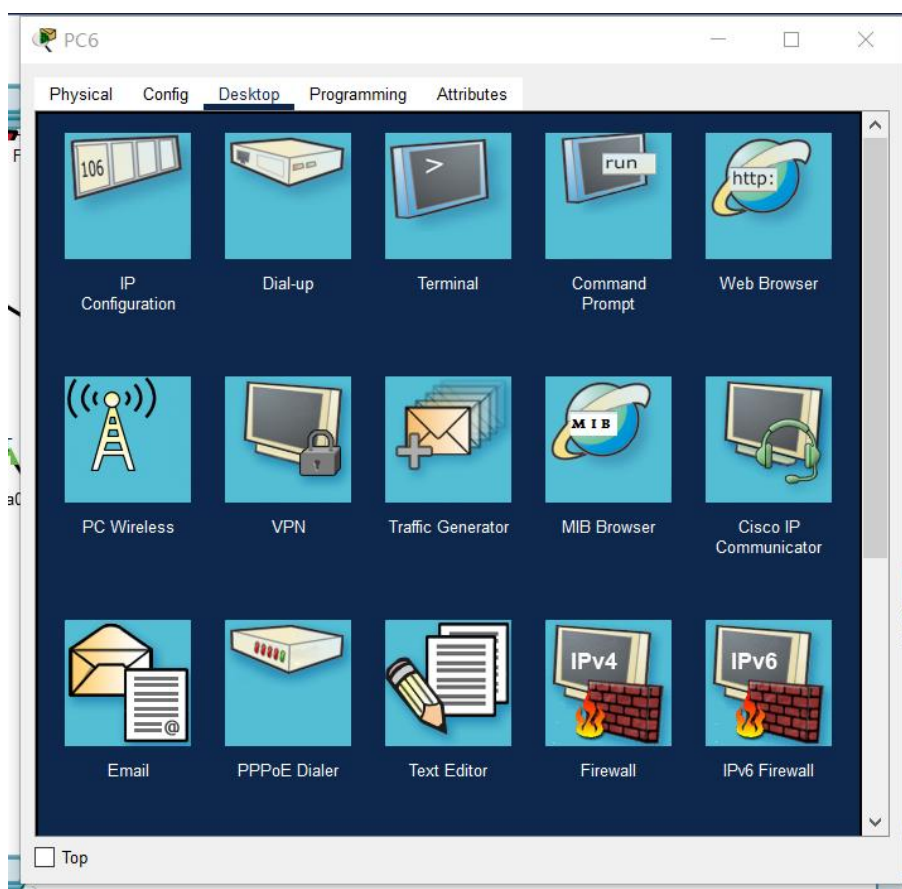 PC6
Physical Config Desktop Programming Attributes
106
>
run
http:
IP
Configuration
Dial-up
Terminal
Command
Prompt
Web Browser
MIB
PC Wireless
VPN
Traffic Generator
MIB Browser
Cisco IP
Communicator
@
IPv4
IPv6
Email
PPPoE Dialer
Text Editor
Firewall
IPv6 Firewall
Top